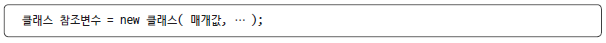 클래스 참조변수 = new 클래스( 매개값, … );